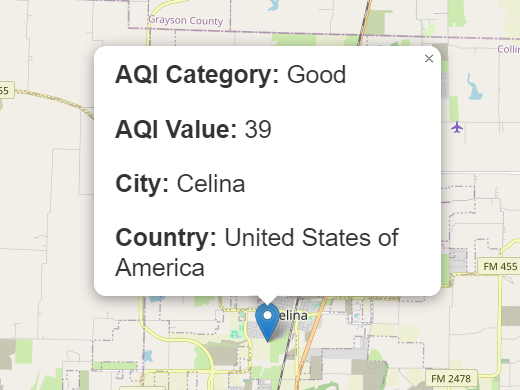 Grayson County
Collin
55
×
AQI Category: Good
AQI Value: 39
City: Celina
Country: United States of
America
FM 455
elina
FM 2478